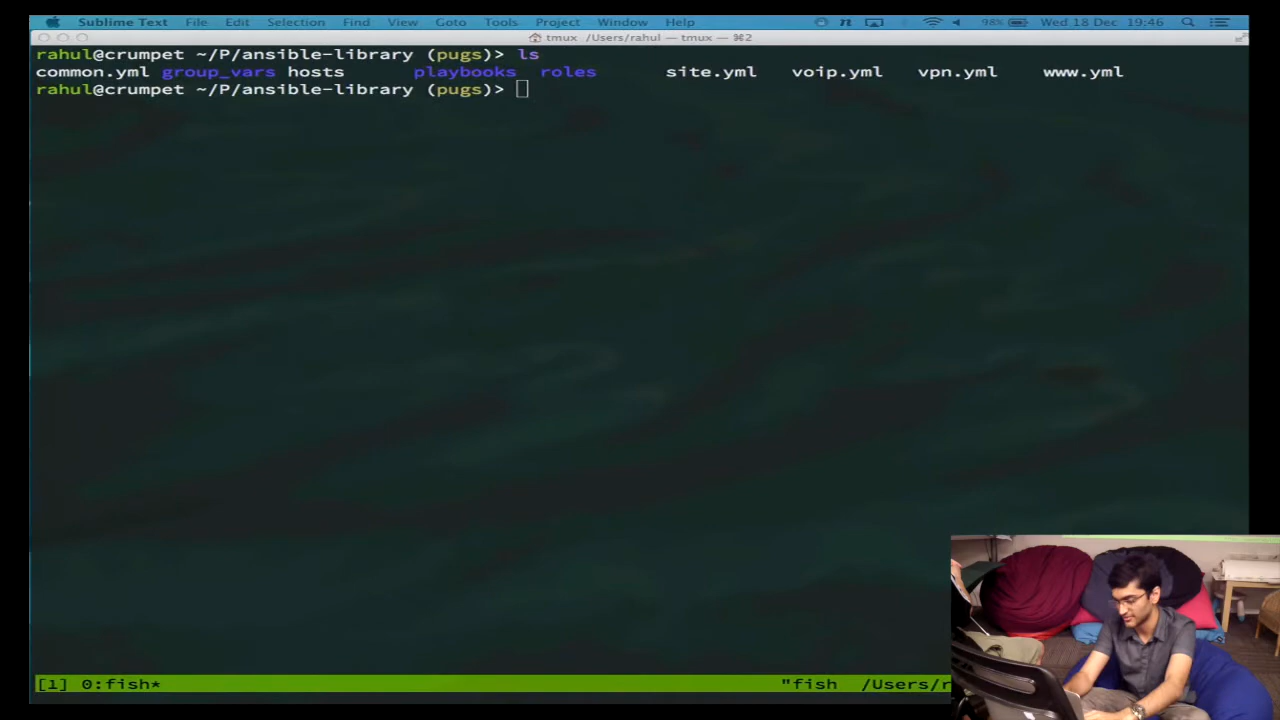 Sublime Text File Edit Selection Find View Goto Tools Project Window Help 98% Wed 18 Dec 19:46
tmux /Users/rahul — tmux — ⌘2
rahul@crumpet ~/P/ansible-library (pugs)> ls
common.yml group_vars hosts playbooks roles site.yml voip.yml vpn.yml www.yml
rahul@crumpet ~/P/ansible-library (pugs)>
[1] 0:fish* "fish /Users/r